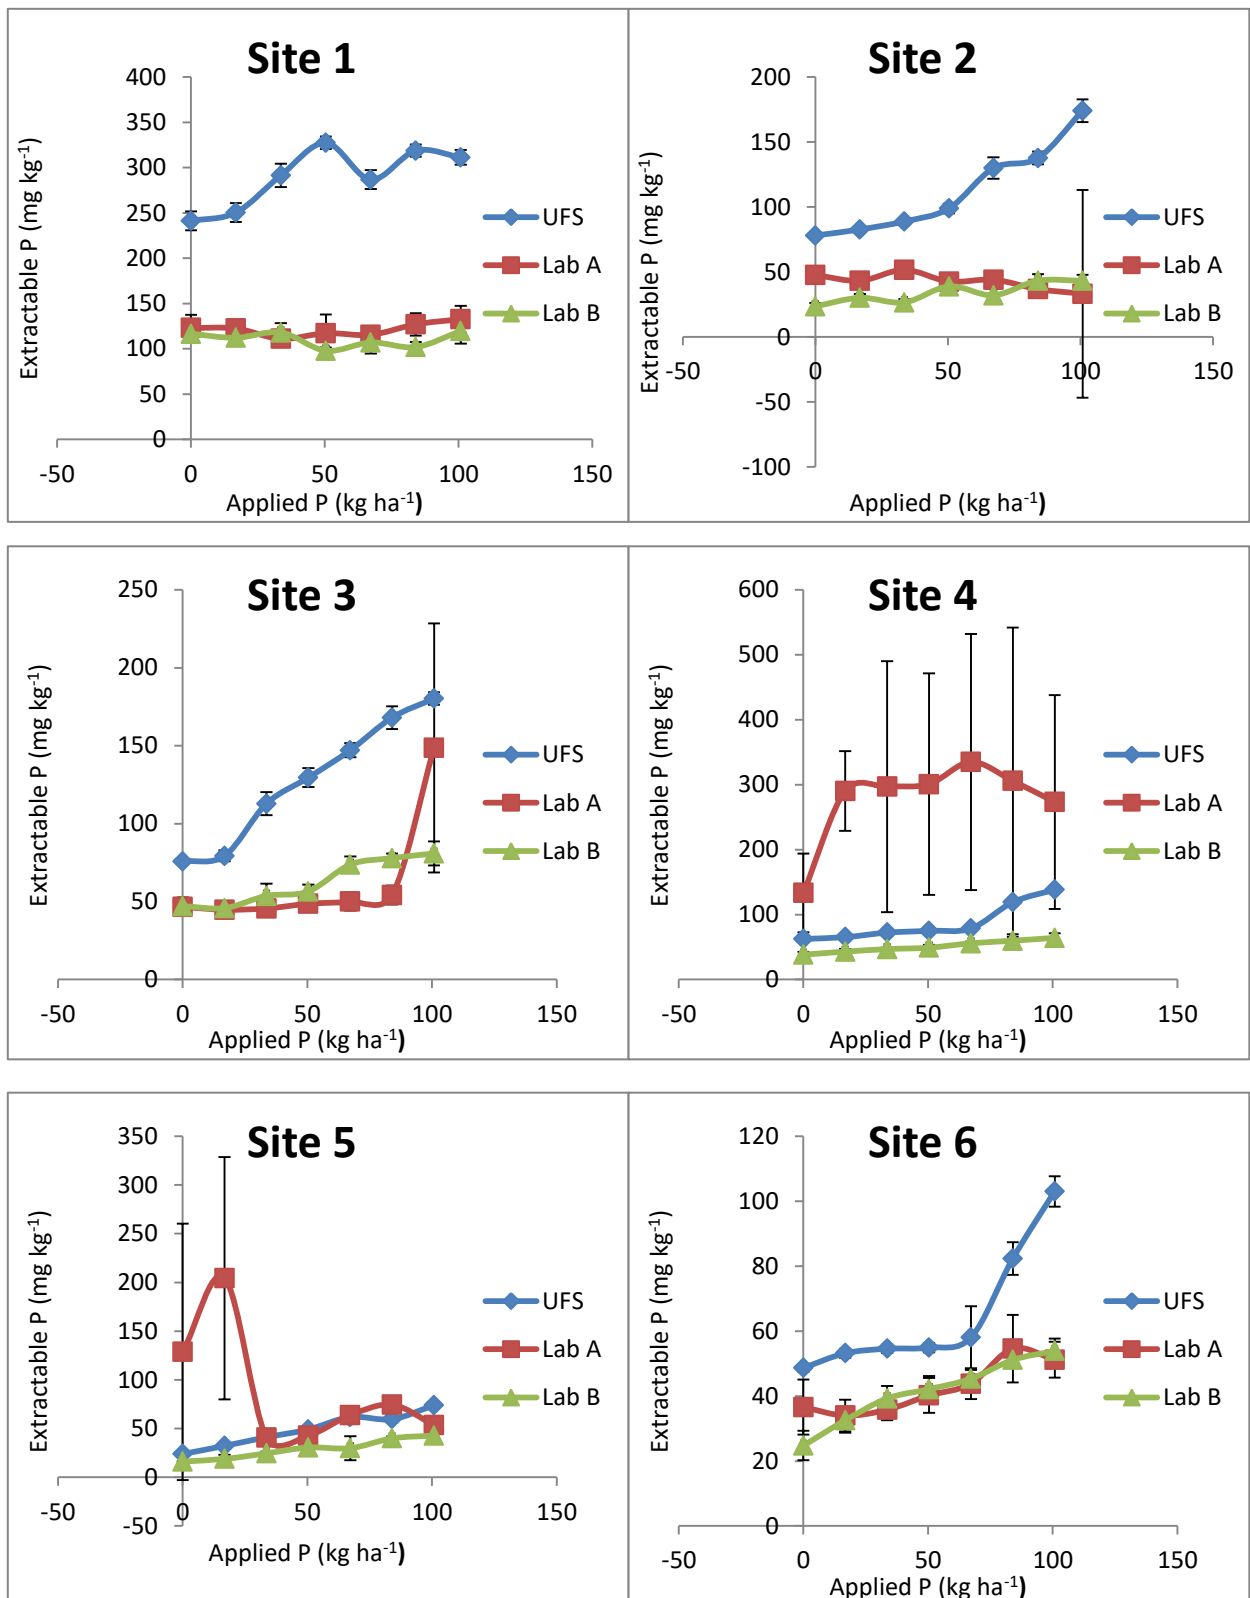 Site 1
Extractable P (mg kg⁻¹)
400
350
300
250
200
150
100
50
0
-50 0 50 100 150
Applied P (kg ha⁻¹)
UFS
Lab A
Lab B
Site 2
Extractable P (mg kg⁻¹)
200
150
100
50
0
-50
-100
-50 0 50 100 150
Applied P (kg ha⁻¹)
UFS
Lab A
Lab B
Site 3
Extractable P (mg kg⁻¹)
250
200
150
100
50
0
-50 0 50 100 150
Applied P (kg ha⁻¹)
UFS
Lab A
Lab B
Site 4
Extractable P (mg kg⁻¹)
600
500
400
300
200
100
0
-50 0 50 100 150
Applied P (kg ha⁻¹)
UFS
Lab A
Lab B
Site 5
Extractable P (mg kg⁻¹)
350
300
250
200
150
100
50
0
-50
-50 0 50 100 150
Applied P (kg ha⁻¹)
UFS
Lab A
Lab B
Site 6
Extractable P (mg kg⁻¹)
120
100
80
60
40
20
0
-50 0 50 100 150
Applied P (kg ha⁻¹)
UFS
Lab A
Lab B